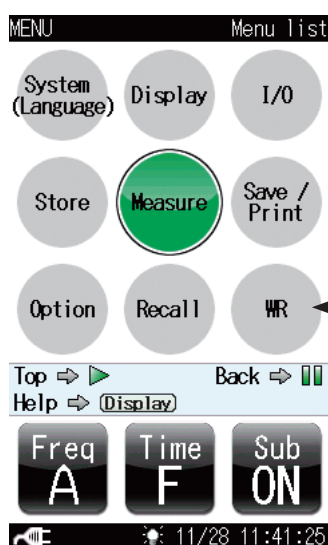 MENU Menu list
System
(Language)
Display
I/O
Store
Measure
Save /
Print
Option
Recall
WR
Top ⇨ ▷ Back ⇨ ▯▯
Help ⇨ (Display)
Freq
A
Time
F
Sub
ON
11/28 11:41:25